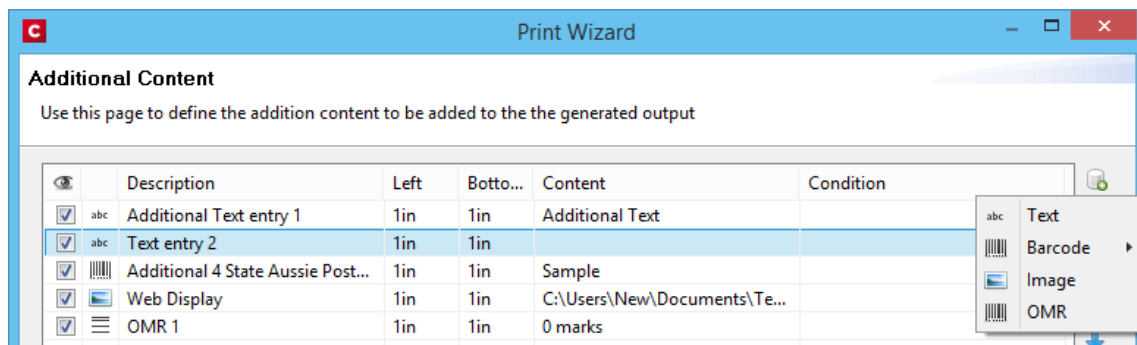 C Print Wizard
Additional Content
Use this page to define the addition content to be added to the the generated output
Description Left Botto... Content Condition
abc Additional Text entry 1 1in 1in Additional Text
abc Text entry 2 1in 1in
Additional 4 State Aussie Post... 1in 1in Sample
Web Display 1in 1in C:\Users\New\Documents\Te...
OMR 1 1in 1in 0 marks
abc Text
Barcode
Image
OMR